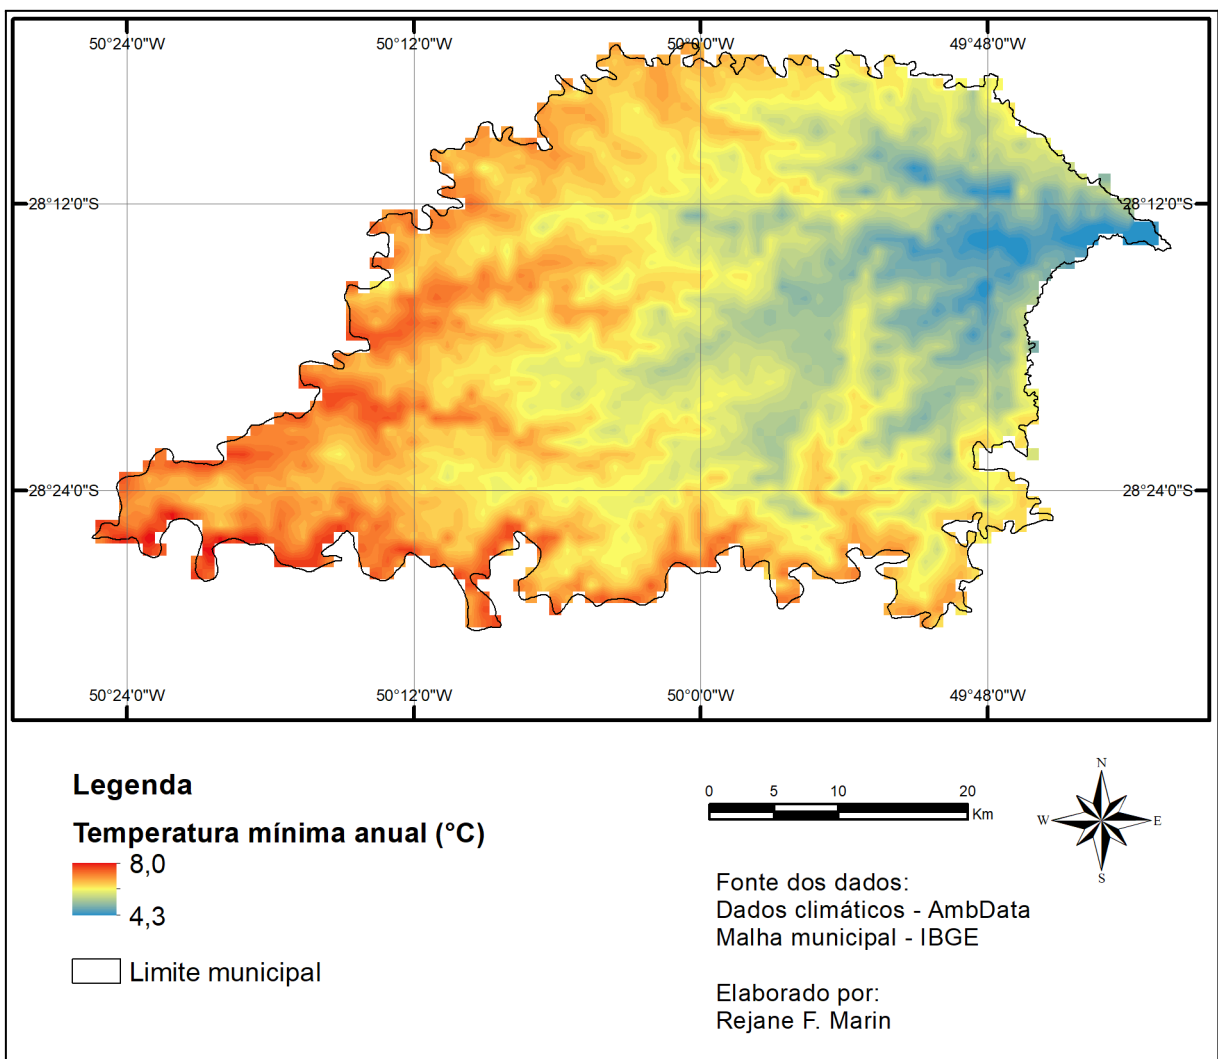 50°24'0"W 50°12'0"W 50°0'0"W 49°48'0"W
28°12'0"S 28°12'0"S
28°24'0"S 28°24'0"S
50°24'0"W 50°12'0"W 50°0'0"W 49°48'0"W
Legenda
Temperatura mínima anual (°C)
8,0
4,3
Limite municipal
0 5 10 20
Km
N
W E
S
Fonte dos dados:
Dados climáticos - AmbData
Malha municipal - IBGE
Elaborado por:
Rejane F. Marin